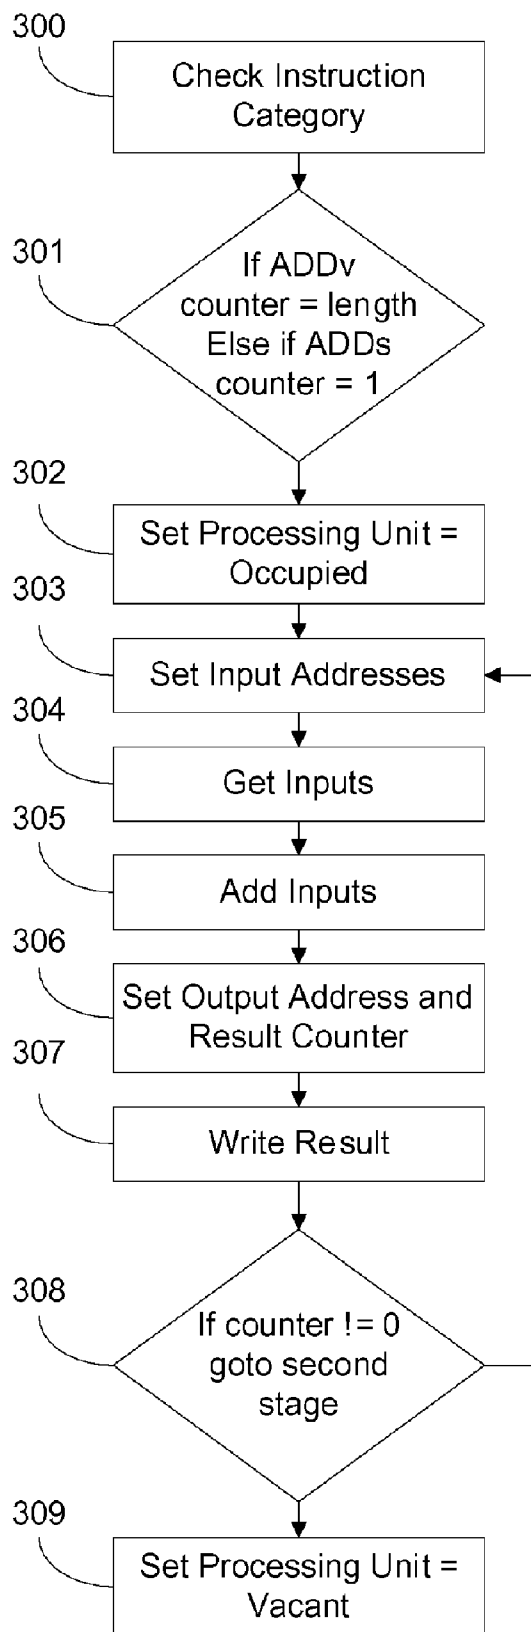 300
Check Instruction
Category
301
If ADDv
counter = length
Else if ADDs
counter = 1
302
Set Processing Unit =
Occupied
303
Set Input Addresses
304
Get Inputs
305
Add Inputs
306
Set Output Address and
Result Counter
307
Write Result
308
If counter != 0
goto second
stage
309
Set Processing Unit =
Vacant